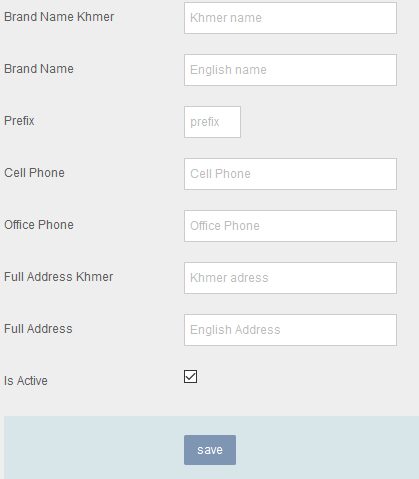 Brand Name Khmer Khmer name
Brand Name English name
Prefix prefix
Cell Phone Cell Phone
Office Phone Office Phone
Full Address Khmer Khmer adress
Full Address English Address
Is Active
save